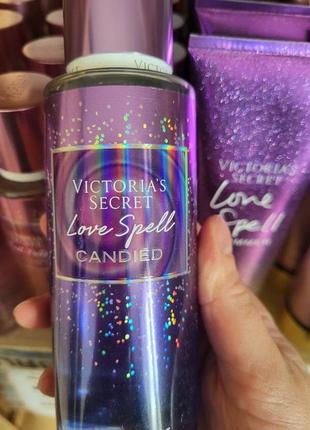 VICTORIA'S
SECRET
Love Spell
CANDIED
VICTORIA'S
SECRET
Love
Spell